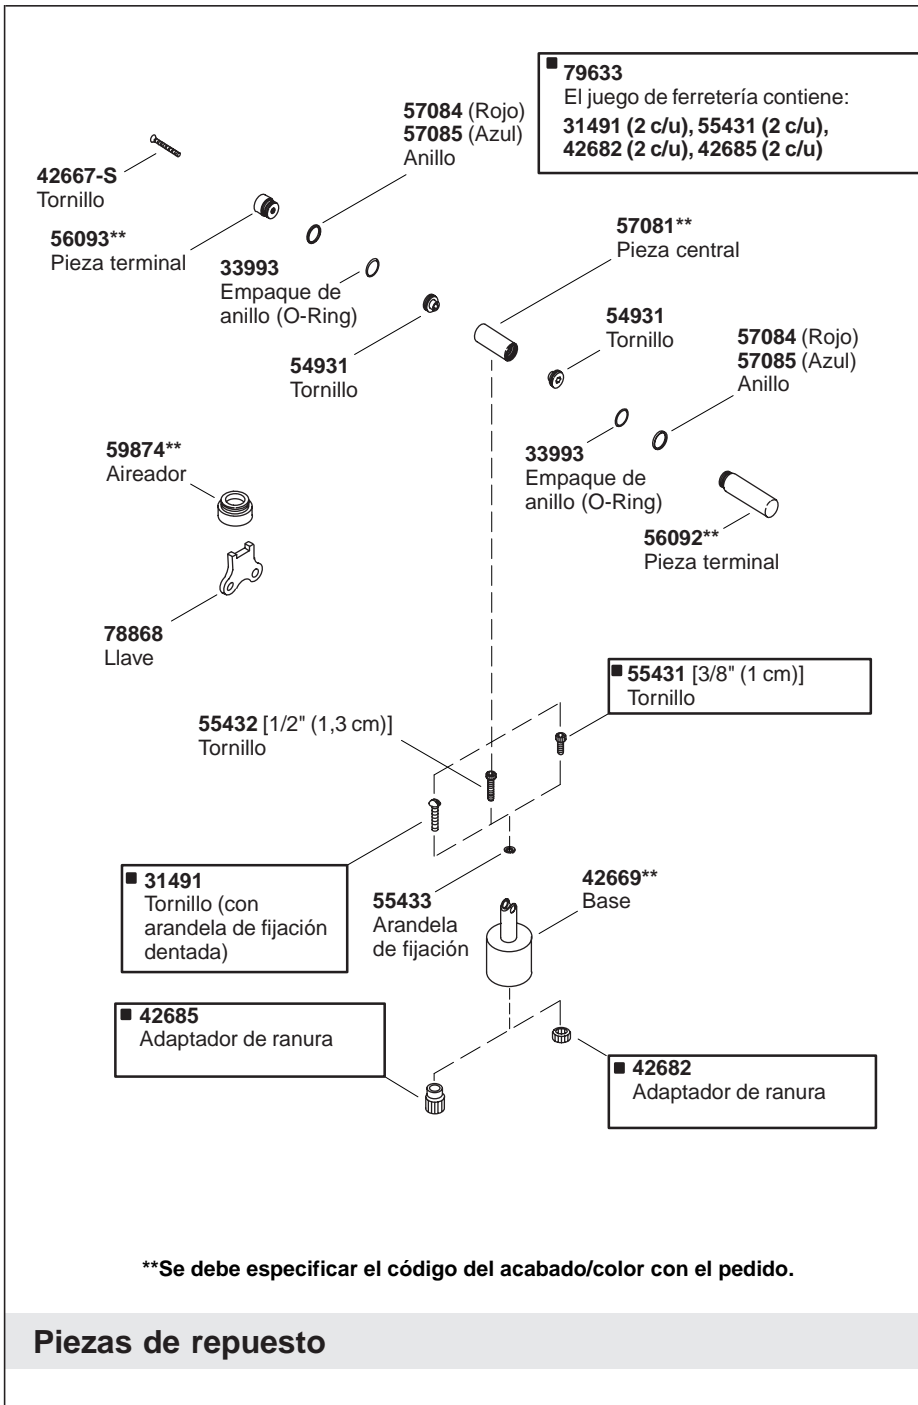 ■ 79633
El juego de ferretería contiene:
31491 (2 c/u), 55431 (2 c/u),
42682 (2 c/u), 42685 (2 c/u)
57084 (Rojo)
57085 (Azul)
Anillo
42667-S
Tornillo
56093**
Pieza terminal
33993
Empaque de
anillo (O-Ring)
54931
Tornillo
57081**
Pieza central
54931
Tornillo
57084 (Rojo)
57085 (Azul)
Anillo
33993
Empaque de
anillo (O-Ring)
56092**
Pieza terminal
59874**
Aireador
78868
Llave
■ 55431 [3/8" (1 cm)]
Tornillo
55432 [1/2" (1,3 cm)]
Tornillo
■ 31491
Tornillo (con
arandela de fijación
dentada)
55433
Arandela
de fijación
42669**
Base
■ 42685
Adaptador de ranura
■ 42682
Adaptador de ranura
**Se debe especificar el código del acabado/color con el pedido.
Piezas de repuesto